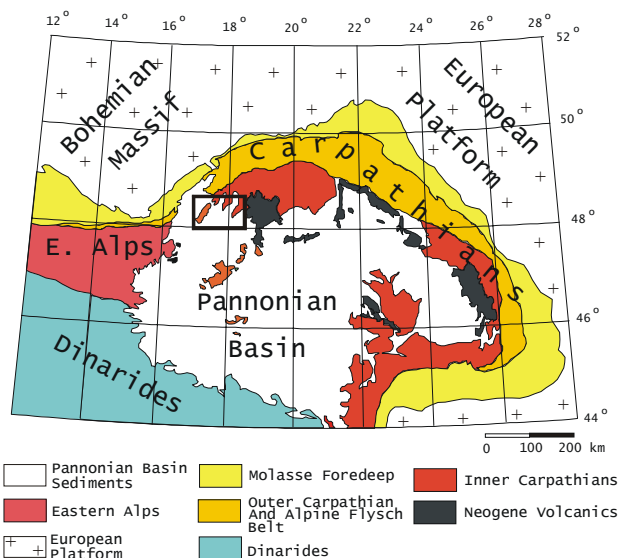 12° 14° 16° 18° 20° 22° 24° 26° 28°
52°
Bohemian
Massif
European
Platform
50°
Carpathians
48°
E. Alps
Pannonian
Basin
46°
Dinarides
44°
0 100 200 km
Pannonian Basin
Sediments
Molasse Foredeep
Inner Carpathians
Eastern Alps
Outer Carpathian
And Alpine Flysch
Belt
Neogene Volcanics
European
Platform
Dinarides